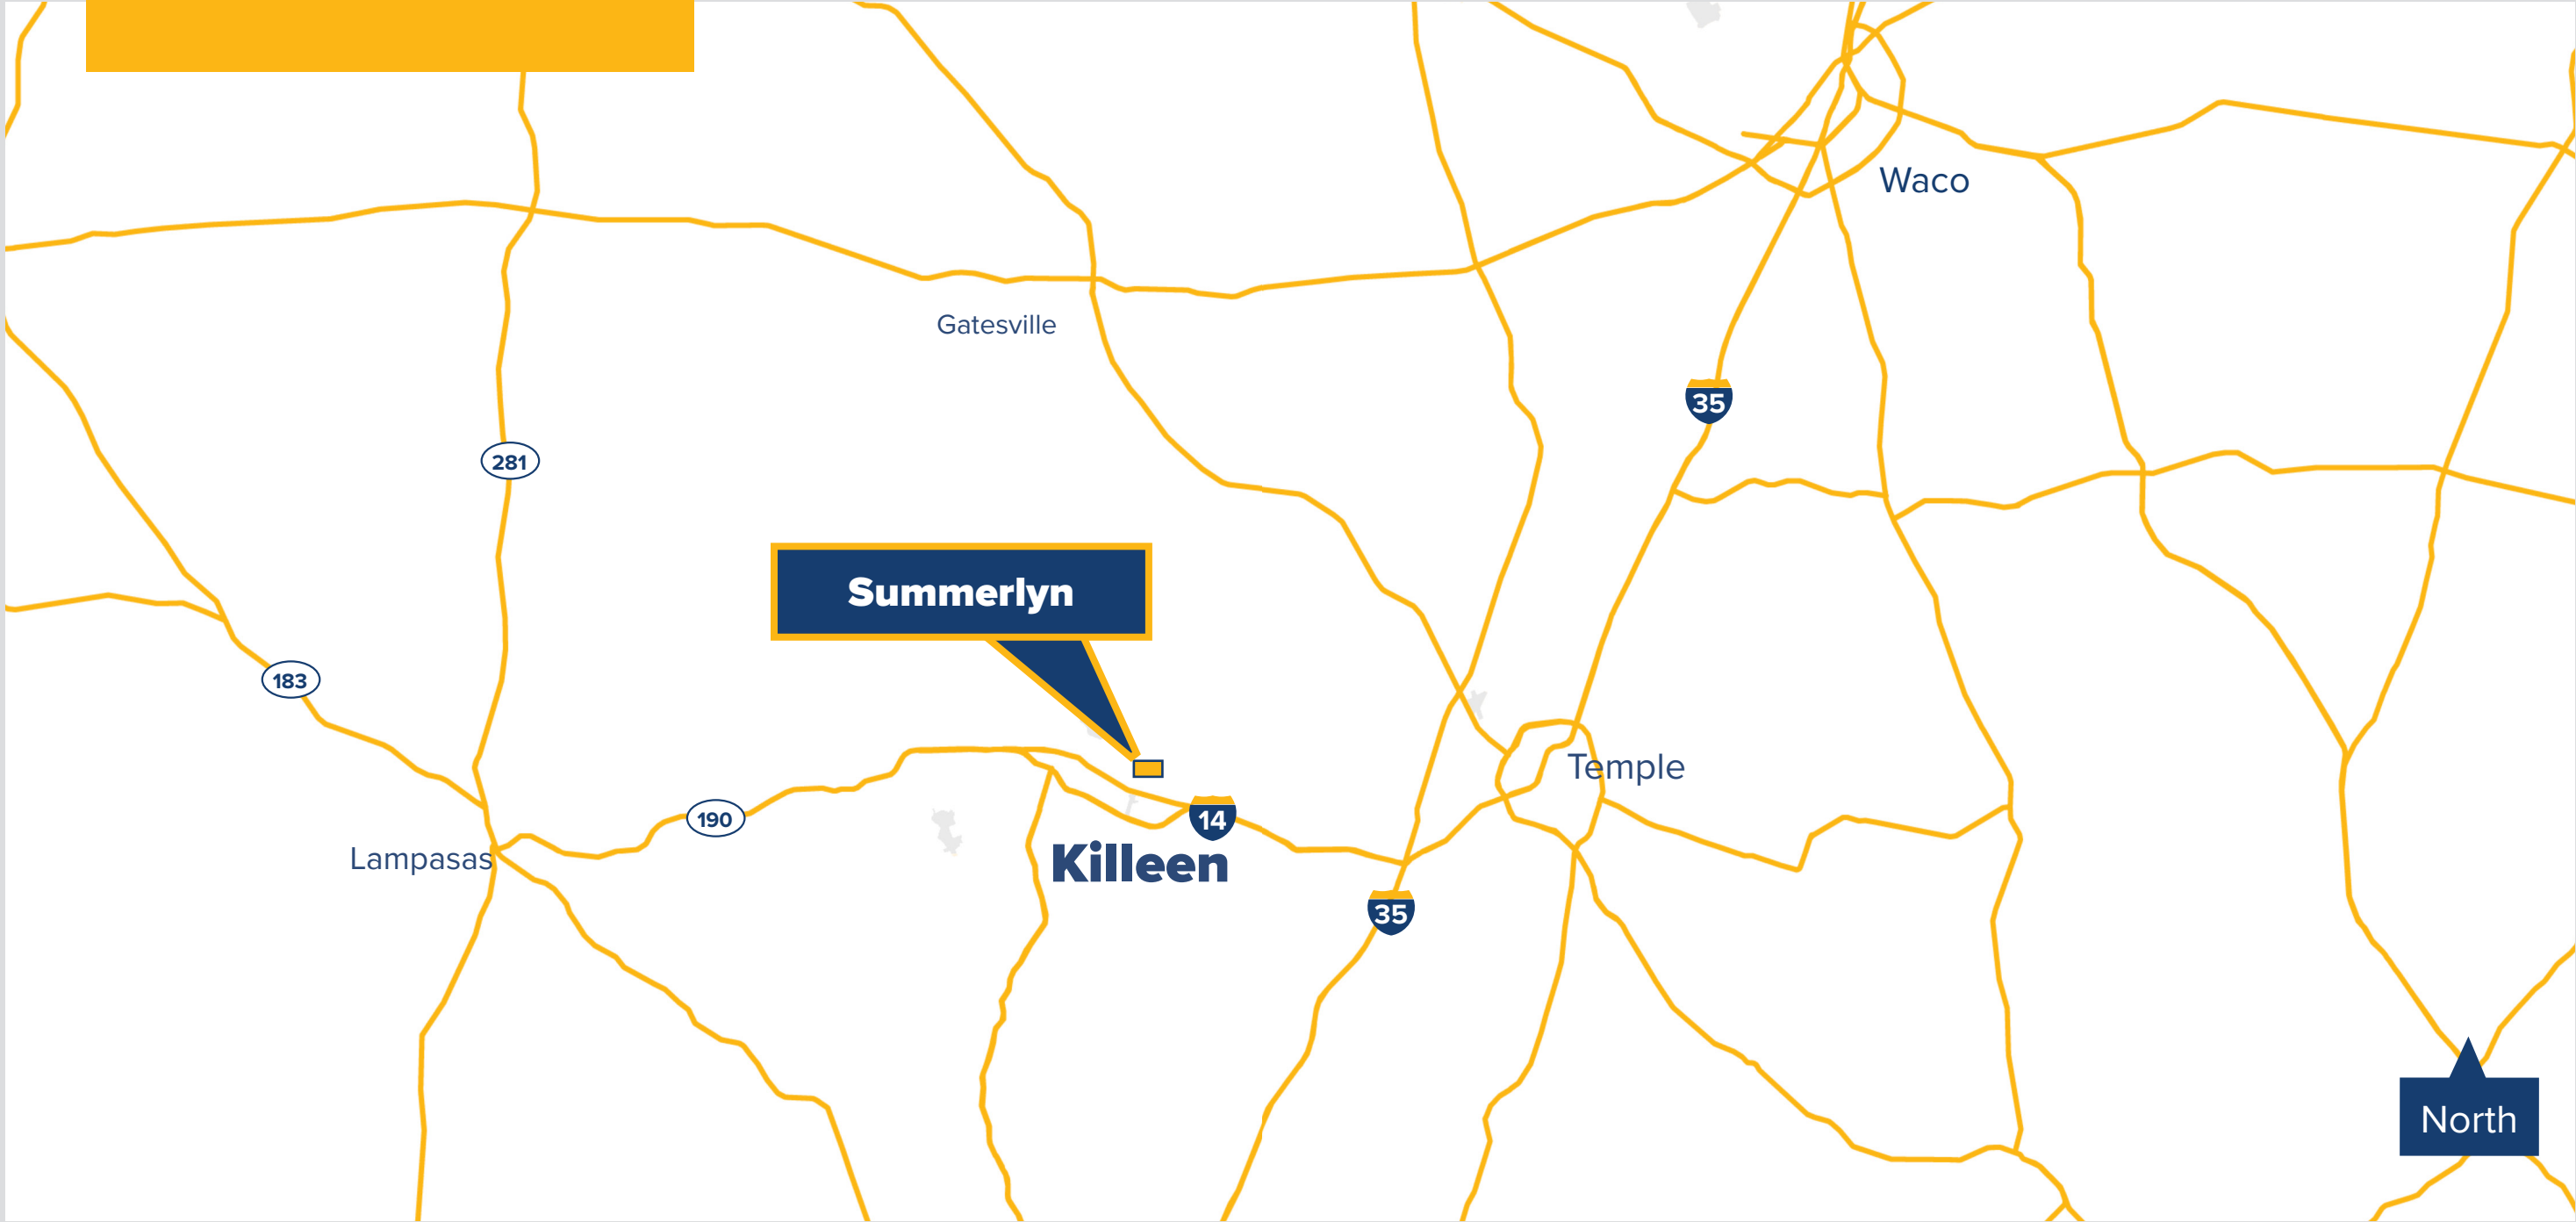 Waco
Gatesville
35
281
Summerlyn
183
Temple
190
14
Lampasas
Killeen
35
North